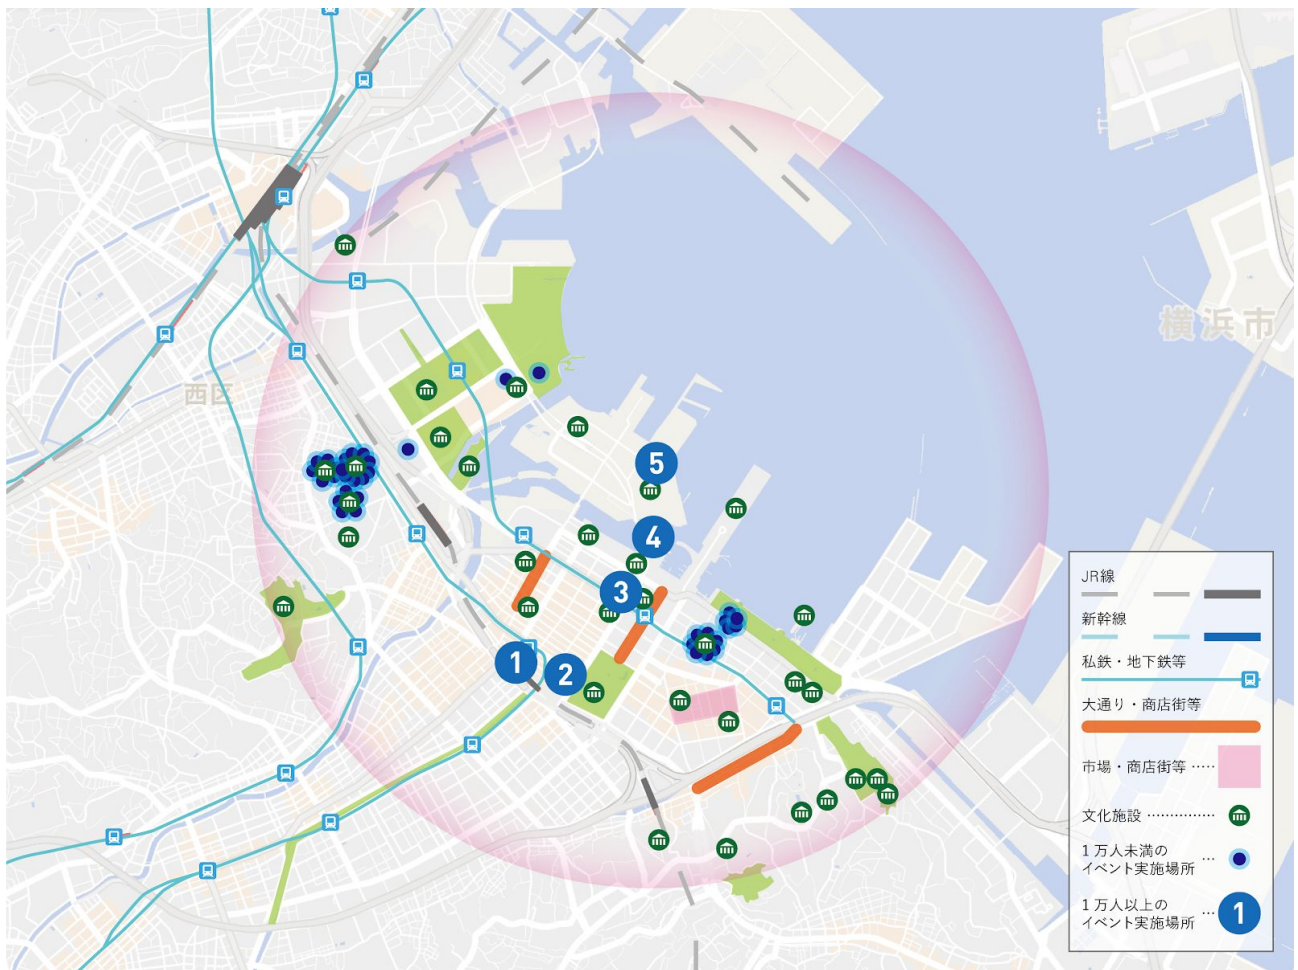 横浜市
西区
5
4
3
1
2
JR線
新幹線
私鉄・地下鉄等
大通り・商店街等
市場・商店街等 ‥‥
文化施設 ‥‥‥‥‥‥
1万人未満の
イベント実施場所 …
1万人以上の
イベント実施場所 … 1